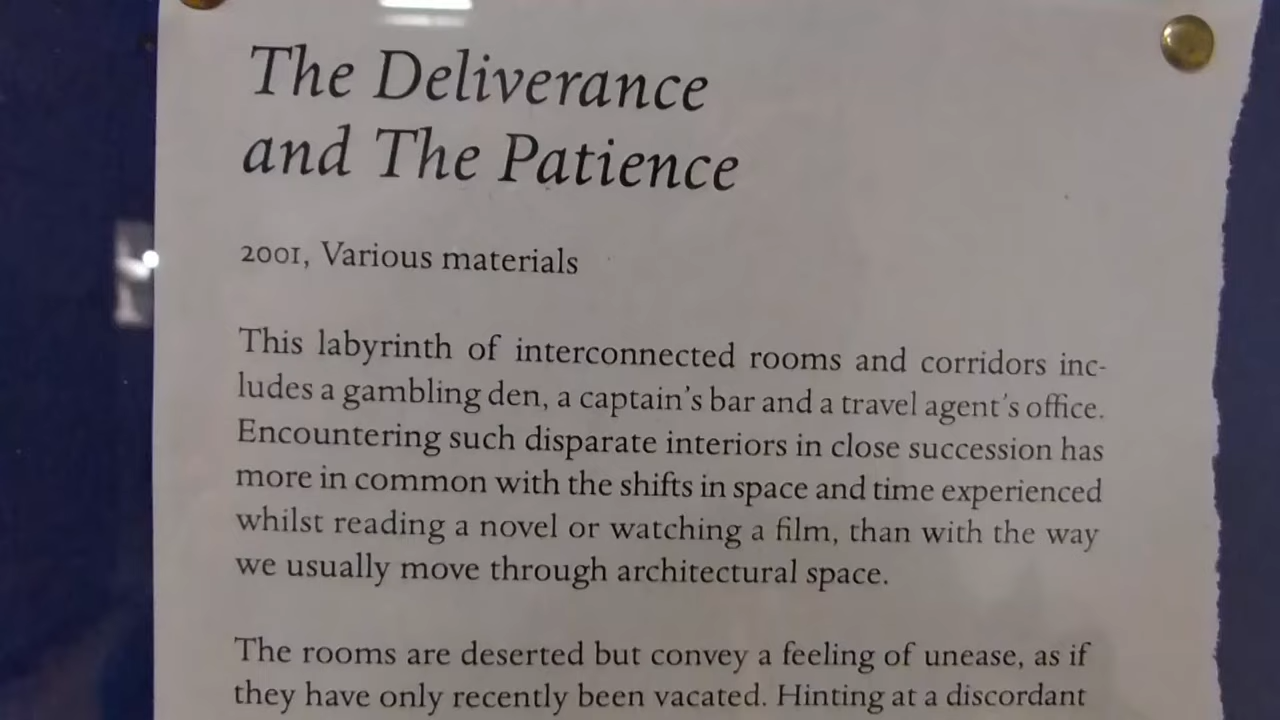 The Deliverance
and The Patience
2001, Various materials
This labyrinth of interconnected rooms and corridors inc-
ludes a gambling den, a captain's bar and a travel agent's office.
Encountering such disparate interiors in close succession has
more in common with the shifts in space and time experienced
whilst reading a novel or watching a film, than with the way
we usually move through architectural space.
The rooms are deserted but convey a feeling of unease, as if
they have only recently been vacated. Hinting at a discordant